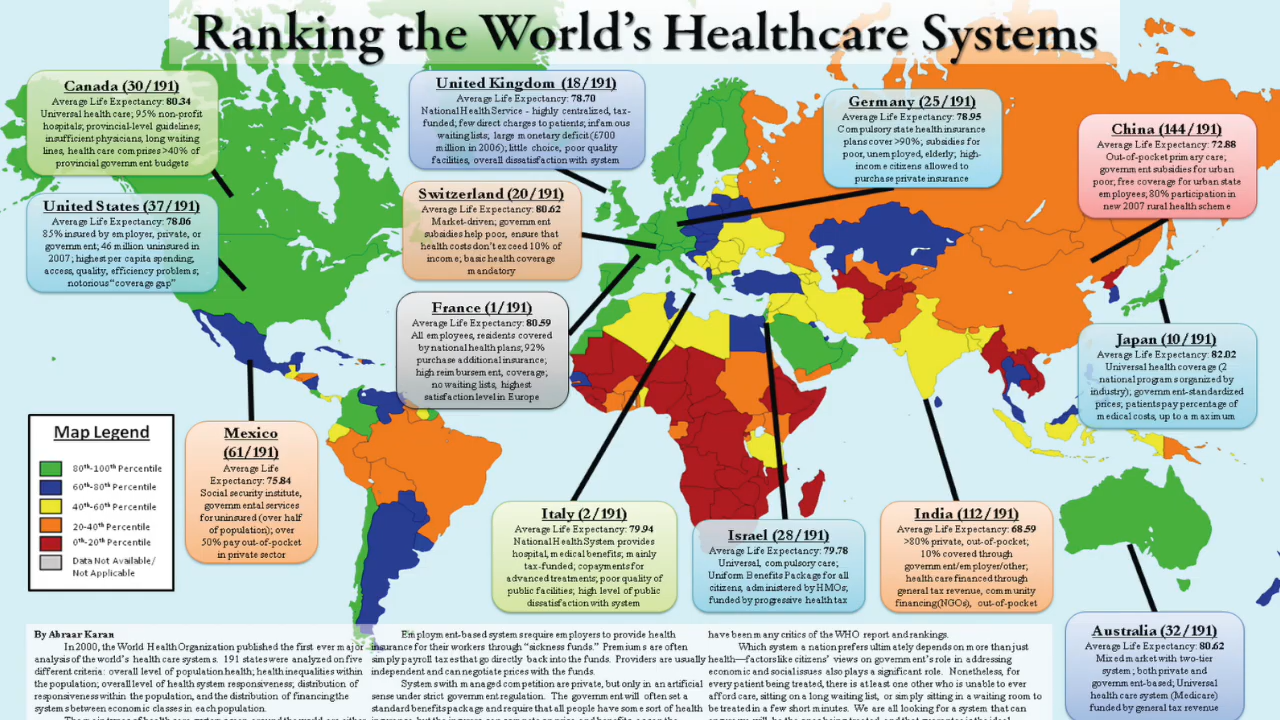 Ranking the World's Healthcare Systems
Canada (30/191)
Average Life Expectancy: 80.34
Universal health care; 95% non-profit
hospitals; provincial-level guidelines;
insufficient physicians, long waiting
lines, health care comprises >40% of
provincial government budgets
United States (37/191)
Average Life Expectancy: 78.06
85% insured by employer, private, or
government; 46 million uninsured in
2007; highest per capita spending;
access, quality, efficiency problems;
notorious "coverage gap"
United Kingdom (18/191)
Average Life Expectancy: 78.70
National Health Service - highly centralized, tax-
funded; few direct charges to patients; infamous
waiting lists; large monetary deficit (£700
million in 2006); little choice, poor quality
facilities, overall dissatisfaction with system
Switzerland (20/191)
Average Life Expectancy: 80.62
Market-driven; government
subsidies help poor, ensure that
health costs don't exceed 10% of
income; basic health coverage
mandatory
France (1/191)
Average Life Expectancy: 80.59
All employees, residents covered
by national health plans; 92%
purchase additional insurance;
high reimbursement, coverage;
no waiting lists, highest
satisfaction level in Europe
Germany (25/191)
Average Life Expectancy: 78.95
Compulsory state health insurance
plans cover >90%; subsidies for
poor, unemployed, elderly; high-
income citizens allowed to
purchase private insurance
China (144/191)
Average Life Expectancy: 72.88
Out-of-pocket primary care;
government subsidies for urban
poor; free coverage for urban state
employees; 80% participation in
new 2007 rural health scheme
Japan (10/191)
Average Life Expectancy: 82.02
Universal health coverage (2
national programs organized by
industry); government-standardized
prices; patients pay percentage of
medical costs, up to a maximum
Map Legend
80th-100th Percentile
60th-80th Percentile
40th-60th Percentile
20-40th Percentile
0th-20th Percentile
Data Not Available/
Not Applicable
Mexico
(61/191)
Average Life
Expectancy: 75.84
Social security institute,
governmental services
for uninsured (over half
of population); over
50% pay out-of-pocket
in private sector
Italy (2/191)
Average Life Expectancy: 79.94
National Health System provides
hospital, medical benefits; mainly
tax-funded; copayments for
advanced treatments; poor quality of
public facilities; high level of public
dissatisfaction with system
Israel (28/191)
Average Life Expectancy: 79.78
Universal, compulsory care;
Uniform Benefits Package for all
citizens, administered by HMOs;
funded by progressive health tax
India (112/191)
Average Life Expectancy: 68.59
>80% private, out-of-pocket;
10% covered through
government/employer/other;
health care financed through
general tax revenue, community
financing(NGOs), out-of-pocket
Australia (32/191)
Average Life Expectancy: 80.62
Mixed market with two-tier
system; both private and
government-based; Universal
health care system (Medicare)
funded by general tax revenue
By Abraar Karan
In 2000, the World Health Organization published the first ever major
analysis of the world's health care systems. 191 states were analyzed on five
different criteria: overall level of population health; health inequalities within
the population; overall level of health system responsiveness; distribution of
responsiveness within the population, and the distribution of financing the
system between economic classes in each population.
Employment-based systems require employers to provide health
insurance for their workers through "sickness funds." Premiums are often
simply payroll taxes that go directly back into the funds. Providers are usually
independent and can negotiate prices with the funds.
System with managed competition are private, but only in an artificial
sense under strict government regulation. The government will often set a
standard benefits package and require that all people have some sort of health
have been many critics of the WHO report and rankings.
Which system a nation prefers ultimately depends on more than just
health—factors like citizens' views on government's role in addressing
economic and social issues also plays a significant role. Nonetheless, for
every patient being treated, there is at least one other who is unable to ever
afford care, sitting on a long waiting list, or simply sitting in a waiting room to
be treated in a few short minutes. We are all looking for a system that can